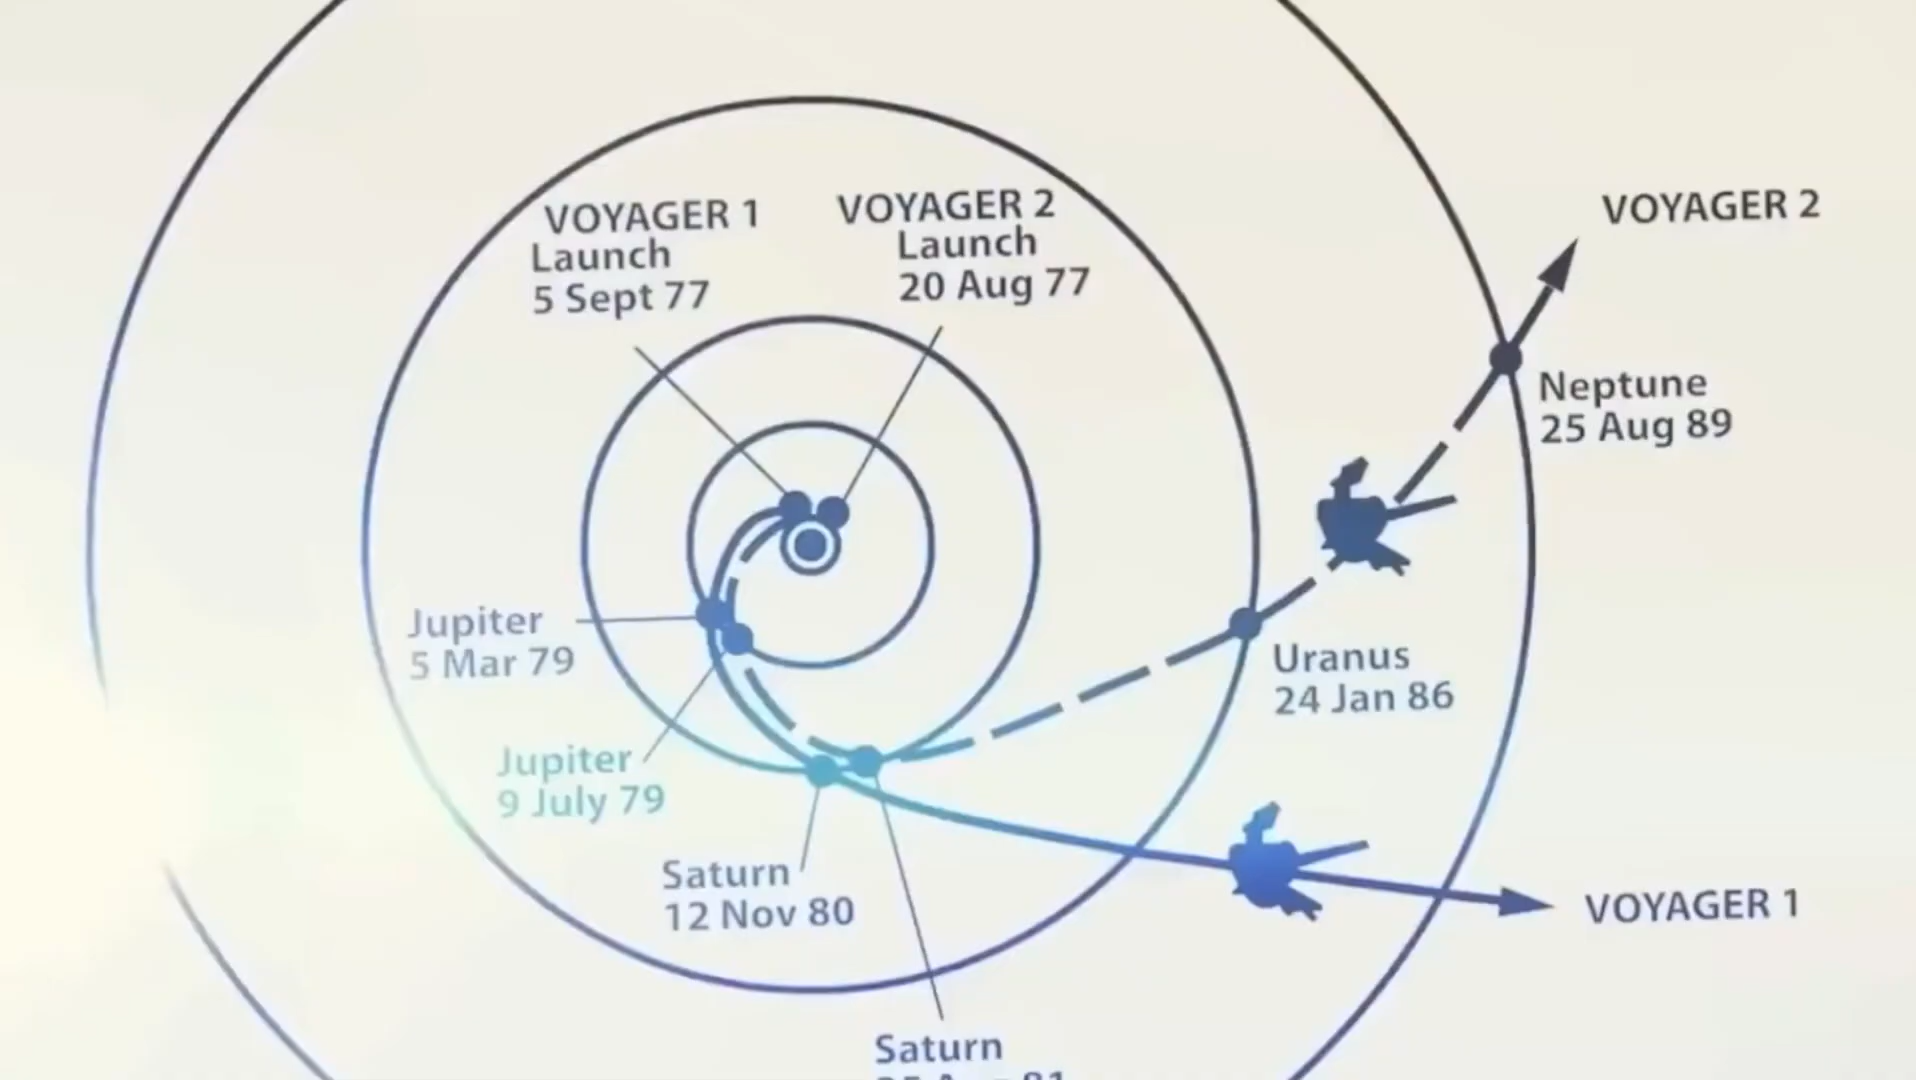 VOYAGER 1
Launch
5 Sept 77
VOYAGER 2
Launch
20 Aug 77
VOYAGER 2
Neptune
25 Aug 89
Jupiter
5 Mar 79
Uranus
24 Jan 86
Jupiter
9 July 79
Saturn
12 Nov 80
VOYAGER 1
Saturn